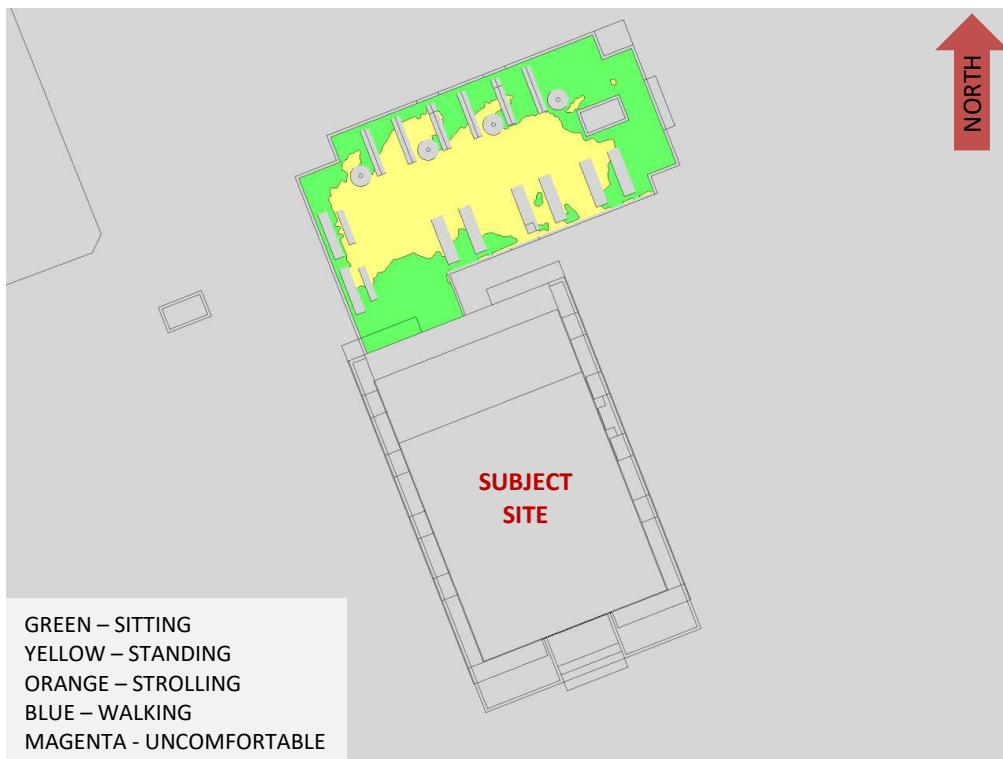 NORTH
SUBJECT
SITE
GREEN – SITTING
YELLOW – STANDING
ORANGE – STROLLING
BLUE – WALKING
MAGENTA - UNCOMFORTABLE